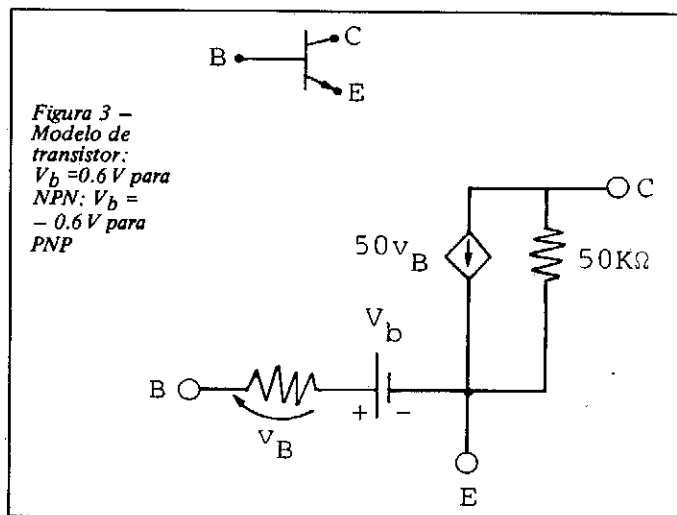 C
B
E
Figura 3 –
Modelo de
transistor:
V_b =0.6 V para
NPN: V_b =
– 0.6 V para
PNP
C
50v_B
50KΩ
V_b
B
+ -
v_B
E